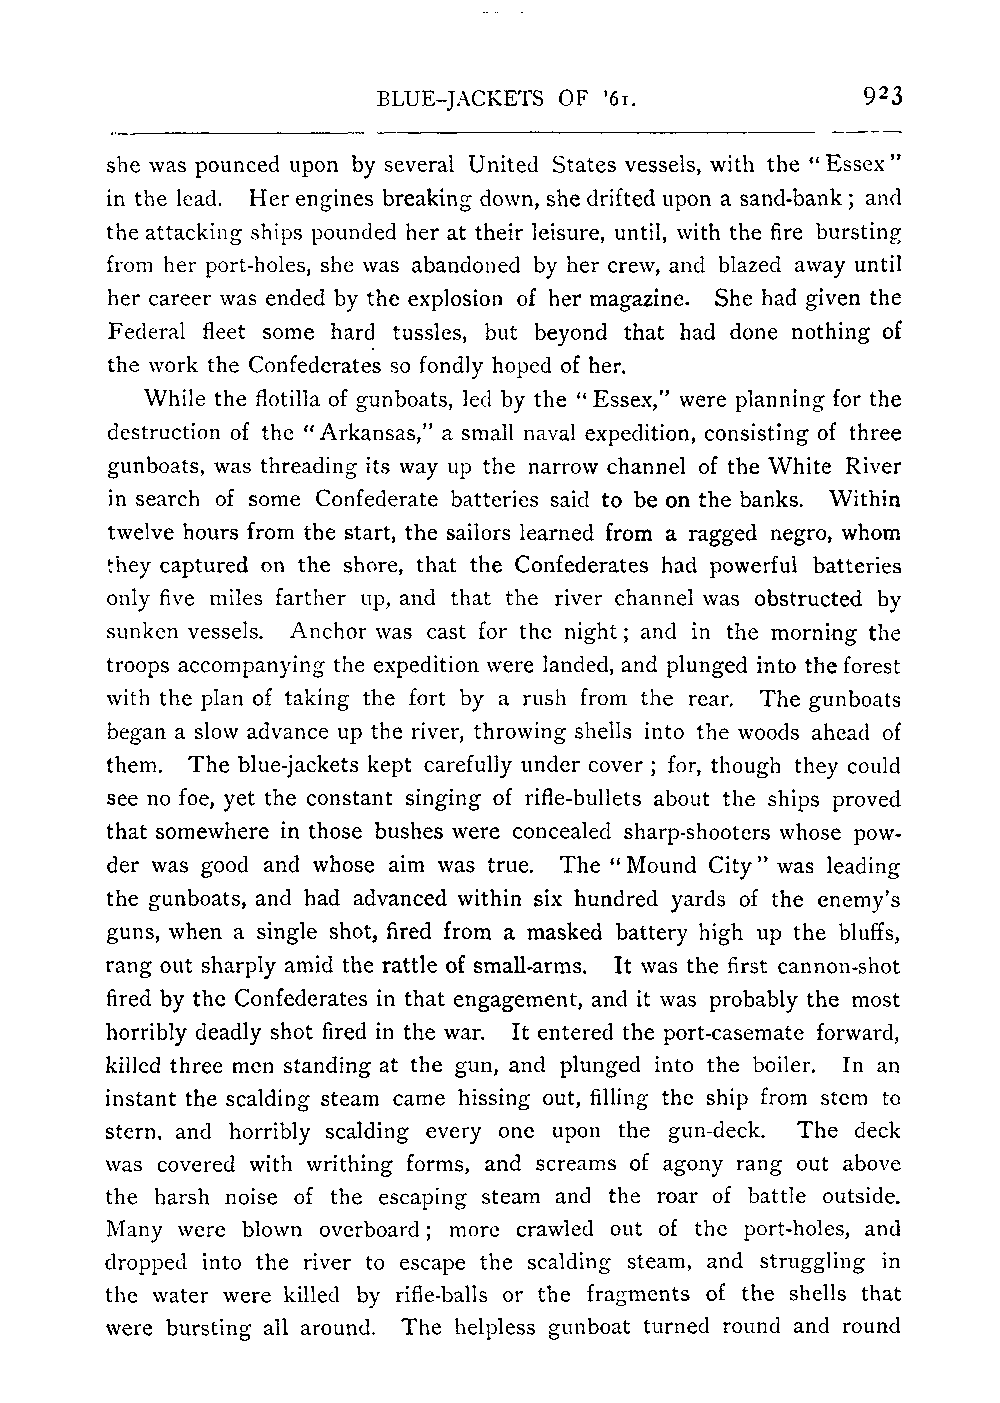 BLUE-JACKETS OF '61. 923
she was pounced upon by several United States vessels, with the "Essex"
in the lead. Her engines breaking down, she drifted upon a sand-bank; and
the attacking ships pounded her at their leisure, until, with the fire bursting
from her port-holes, she was abandoned by her crew, and blazed away until
her career was ended by the explosion of her magazine. She had given the
Federal fleet some hard tussles, but beyond that had done nothing of
the work the Confederates so fondly hoped of her.
While the flotilla of gunboats, led by the "Essex," were planning for the
destruction of the "Arkansas," a small naval expedition, consisting of three
gunboats, was threading its way up the narrow channel of the White River
in search of some Confederate batteries said to be on the banks. Within
twelve hours from the start, the sailors learned from a ragged negro, whom
they captured on the shore, that the Confederates had powerful batteries
only five miles farther up, and that the river channel was obstructed by
sunken vessels. Anchor was cast for the night; and in the morning the
troops accompanying the expedition were landed, and plunged into the forest
with the plan of taking the fort by a rush from the rear. The gunboats
began a slow advance up the river, throwing shells into the woods ahead of
them. The blue-jackets kept carefully under cover; for, though they could
see no foe, yet the constant singing of rifle-bullets about the ships proved
that somewhere in those bushes were concealed sharp-shooters whose pow-
der was good and whose aim was true. The "Mound City" was leading
the gunboats, and had advanced within six hundred yards of the enemy's
guns, when a single shot, fired from a masked battery high up the bluffs,
rang out sharply amid the rattle of small-arms. It was the first cannon-shot
fired by the Confederates in that engagement, and it was probably the most
horribly deadly shot fired in the war. It entered the port-casemate forward,
killed three men standing at the gun, and plunged into the boiler. In an
instant the scalding steam came hissing out, filling the ship from stem to
stern, and horribly scalding every one upon the gun-deck. The deck
was covered with writhing forms, and screams of agony rang out above
the harsh noise of the escaping steam and the roar of battle outside.
Many were blown overboard; more crawled out of the port-holes, and
dropped into the river to escape the scalding steam, and struggling in
the water were killed by rifle-balls or the fragments of the shells that
were bursting all around. The helpless gunboat turned round and round